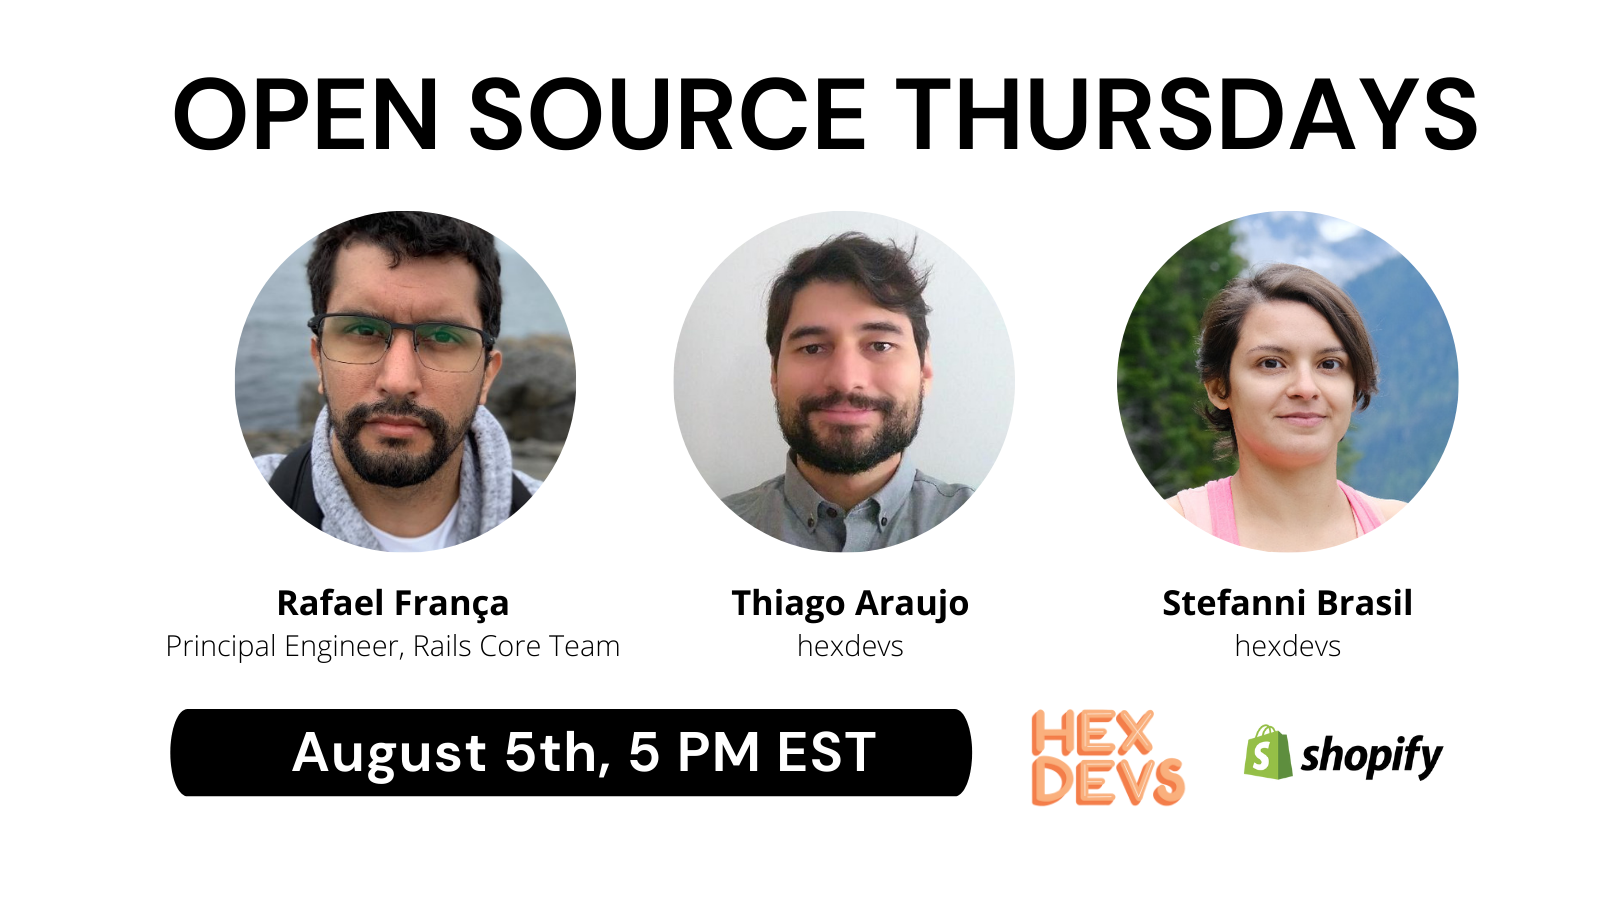 OPEN SOURCE THURSDAYS
Rafael França
Principal Engineer, Rails Core Team
Thiago Araujo
hexdevs
Stefanni Brasil
hexdevs
August 5th, 5 PM EST
HEX
DEVS
S shopify